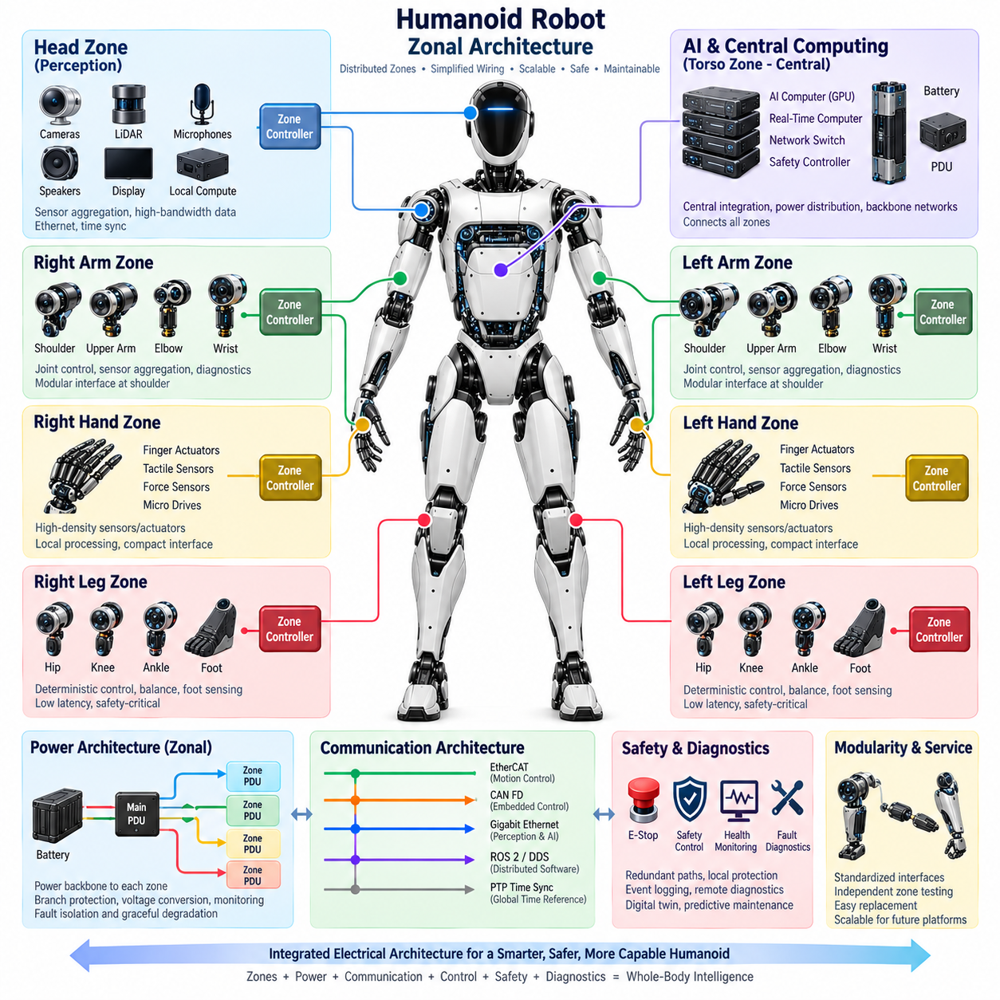 Humanoid Robot
Zonal Architecture
Distributed Zones • Simplified Wiring • Scalable • Safe • Maintainable
Head Zone
(Perception)
Cameras
LiDAR
Microphones
Speakers
Display
Local Compute
Zone
Controller
Sensor aggregation, high-bandwidth data
Ethernet, time sync
AI & Central Computing
(Torso Zone - Central)
AI Computer (GPU)
Real-Time Computer
Network Switch
Safety Controller
Battery
PDU
Central integration, power distribution, backbone networks
Connects all zones
Right Arm Zone
Shoulder
Upper Arm
Elbow
Wrist
Zone
Controller
Joint control, sensor aggregation, diagnostics
Modular interface at shoulder
Left Arm Zone
Shoulder
Upper Arm
Elbow
Wrist
Zone
Controller
Joint control, sensor aggregation, diagnostics
Modular interface at shoulder
Right Hand Zone
Finger Actuators
Tactile Sensors
Force Sensors
Micro Drives
Zone
Controller
High-density sensors/actuators
Local processing, compact interface
Left Hand Zone
Finger Actuators
Tactile Sensors
Force Sensors
Micro Drives
Zone
Controller
High-density sensors/actuators
Local processing, compact interface
Right Leg Zone
Hip
Knee
Ankle
Foot
Zone
Controller
Deterministic control, balance, foot sensing
Low latency, safety-critical
Left Leg Zone
Hip
Knee
Ankle
Foot
Zone
Controller
Deterministic control, balance, foot sensing
Low latency, safety-critical
Power Architecture (Zonal)
Battery
Main
PDU
Zone
PDU
Zone
PDU
Zone
PDU
Zone
PDU
Power backbone to each zone
Branch protection, voltage conversion, monitoring
Fault isolation and graceful degradation
Communication Architecture
EtherCAT
(Motion Control)
CAN FD
(Embedded Control)
Gigabit Ethernet
(Perception & AI)
ROS 2 / DDS
(Distributed Software)
PTP Time Sync
(Global Time Reference)
Safety & Diagnostics
E-Stop
Safety
Control
Health
Monitoring
Fault
Diagnostics
Redundant paths, local protection
Event logging, remote diagnostics
Digital twin, predictive maintenance
Modularity & Service
Standardized interfaces
Independent zone testing
Easy replacement
Scalable for future platforms
Integrated Electrical Architecture for a Smarter, Safer, More Capable Humanoid
Zones + Power + Communication + Control + Safety + Diagnostics = Whole-Body Intelligence